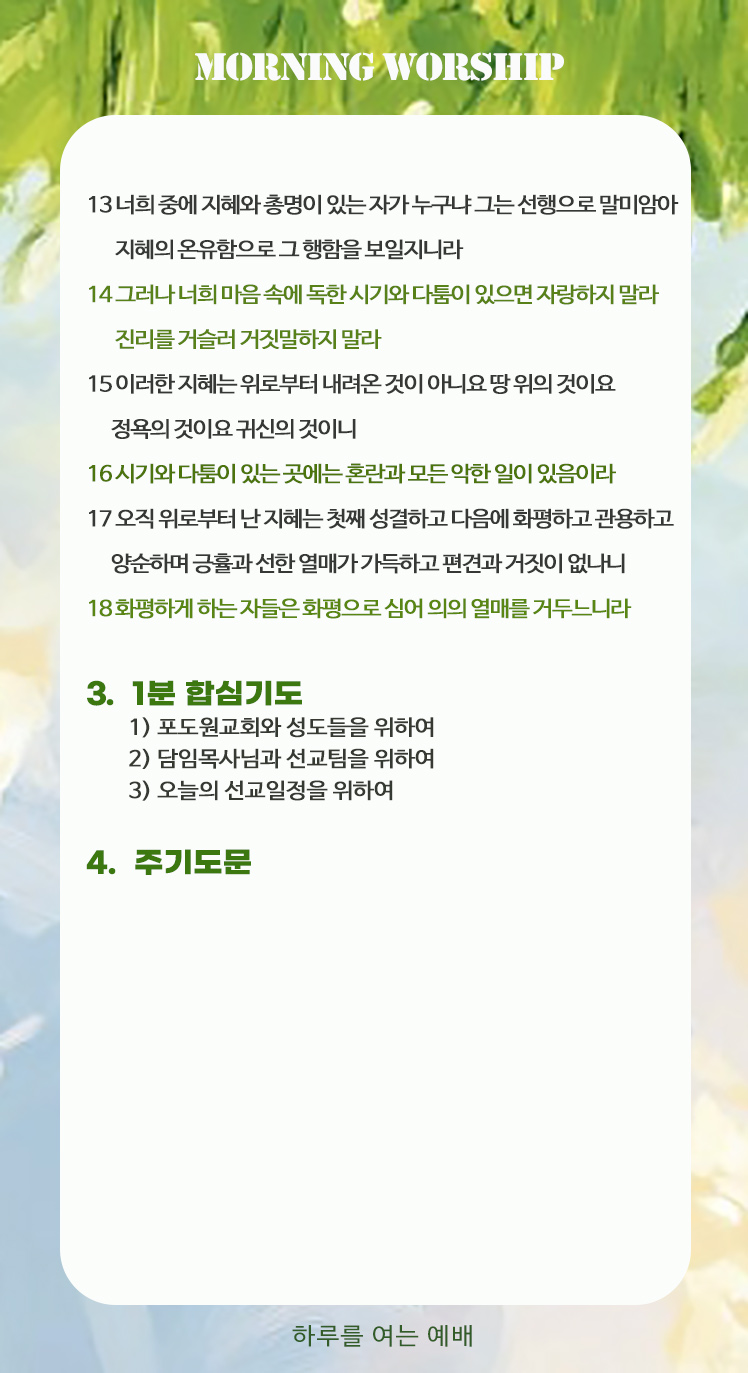 MORNING WORSHIP
13 너희 중에 지혜와 총명이 있는 자가 누구냐 그는 선행으로 말미암아
지혜의 온유함으로 그 행함을 보일지니라
14 그러나 너희 마음 속에 독한 시기와 다툼이 있으면 자랑하지 말라
진리를 거슬러 거짓말하지 말라
15 이러한 지혜는 위로부터 내려온 것이 아니요 땅 위의 것이요
정욕의 것이요 귀신의 것이니
16 시기와 다툼이 있는 곳에는 혼란과 모든 악한 일이 있음이라
17 오직 위로부터 난 지혜는 첫째 성결하고 다음에 화평하고 관용하고
양순하며 긍휼과 선한 열매가 가득하고 편견과 거짓이 없나니
18 화평하게 하는 자들은 화평으로 심어 의의 열매를 거두느니라
3. 1분 합심기도
1) 포도원교회와 성도들을 위하여
2) 담임목사님과 선교팀을 위하여
3) 오늘의 선교일정을 위하여
4. 주기도문
하루를 여는 예배